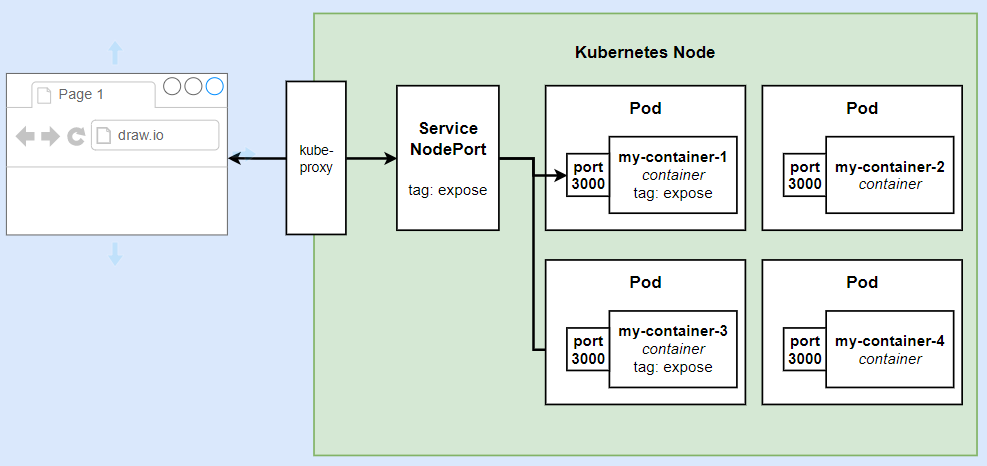 Kubernetes Node
Page 1
draw.io
kube-
proxy
Service
NodePort
tag: expose
Pod
port
3000
my-container-1
container
tag: expose
Pod
port
3000
my-container-2
container
Pod
port
3000
my-container-3
container
tag: expose
Pod
port
3000
my-container-4
container